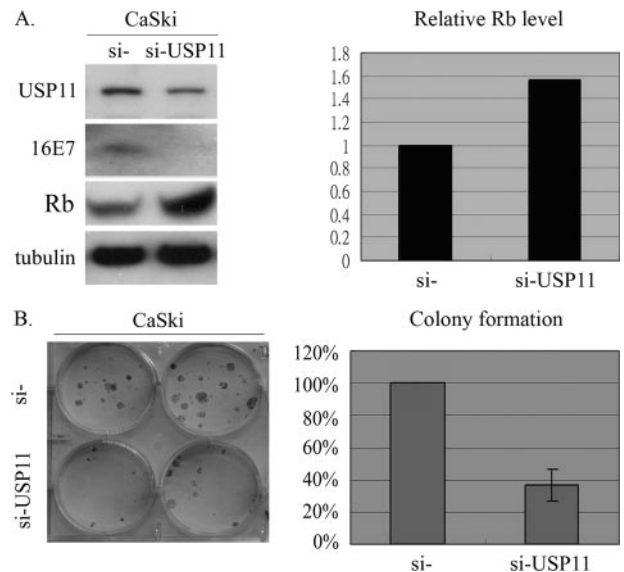 A.
CaSki
si- si-USP11
USP11
16E7
Rb
tubulin
Relative Rb level
1.8
1.6
1.4
1.2
1
0.8
0.6
0.4
0.2
0
si- si-USP11
B.
CaSki
si-
si-USP11
Colony formation
120%
100%
80%
60%
40%
20%
0%
si- si-USP11